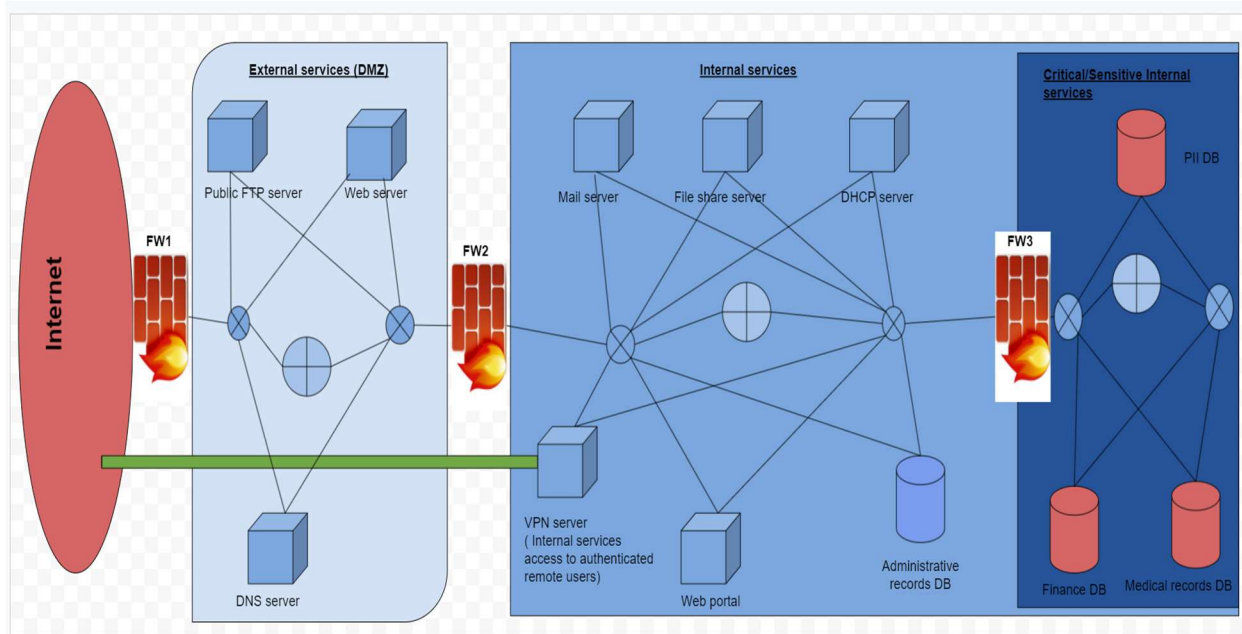 External services (DMZ)
Internal services
Critical/Sensitive Internal
services
PII DB
Public FTP server
Web server
Mail server
File share server
DHCP server
FW1
FW2
FW3
Internet
VPN server
( Internal services
access to authenticated
remote users)
DNS server
Web portal
Administrative
records DB
Finance DB
Medical records DB